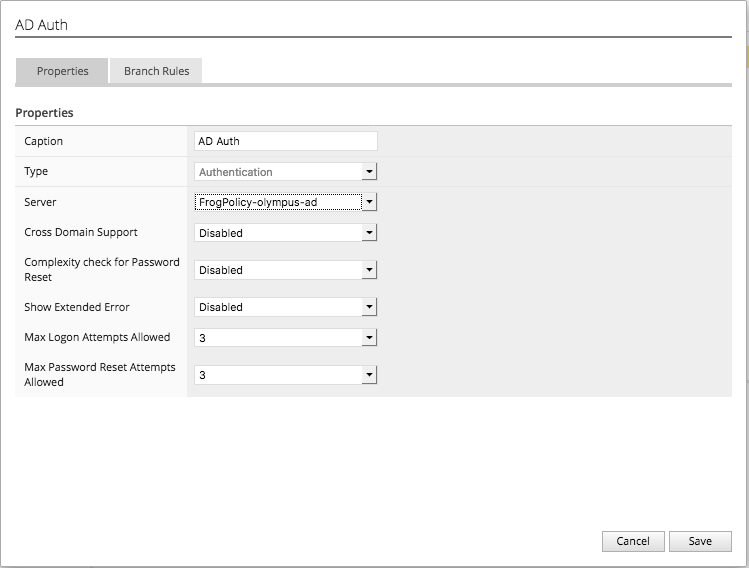 AD Auth
Properties Branch Rules
Properties
Caption AD Auth
Type Authentication
Server FrogPolicy-olympus-ad
Cross Domain Support Disabled
Complexity check for Password
Reset Disabled
Show Extended Error Disabled
Max Logon Attempts Allowed 3
Max Password Reset Attempts
Allowed 3
Cancel Save